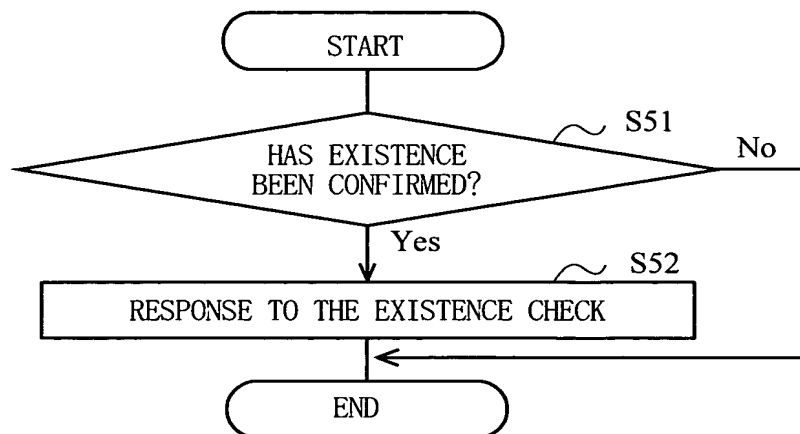 START
S51
HAS EXISTENCE
BEEN CONFIRMED?
No
Yes
S52
RESPONSE TO THE EXISTENCE CHECK
END